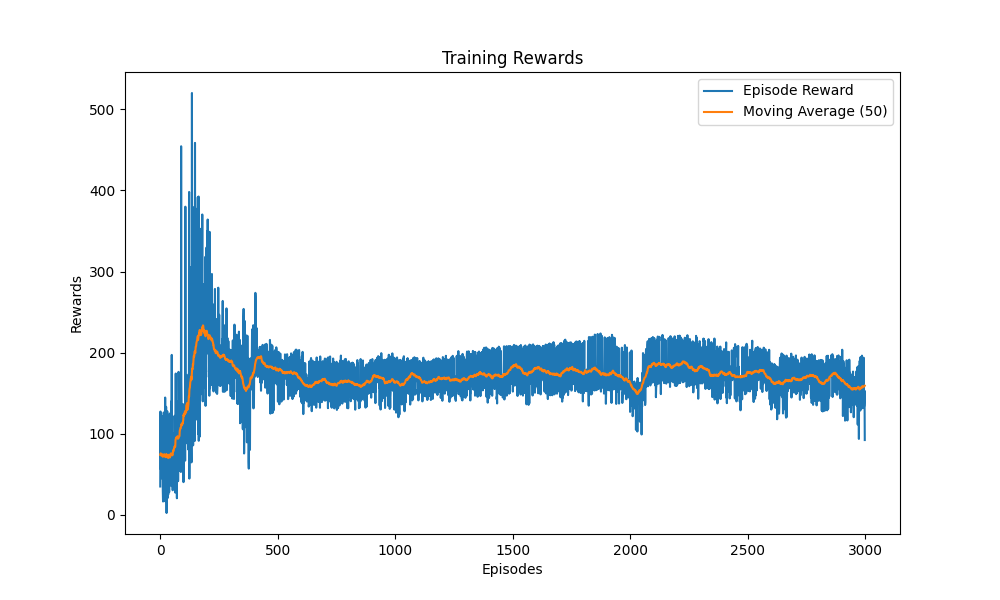 Training Rewards
Episode Reward
Moving Average (50)
500
400
300
200
100
0
Rewards
0 500 1000 1500 2000 2500 3000
Episodes